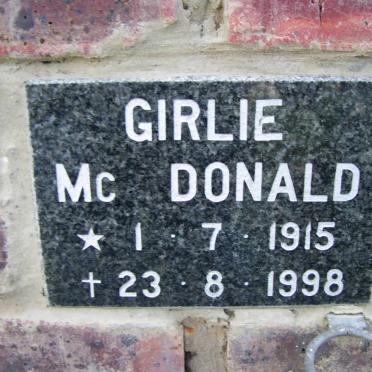 GIRLIE
Mc DONALD
★ 1 · 7 · 1915
† 23 · 8 · 1998